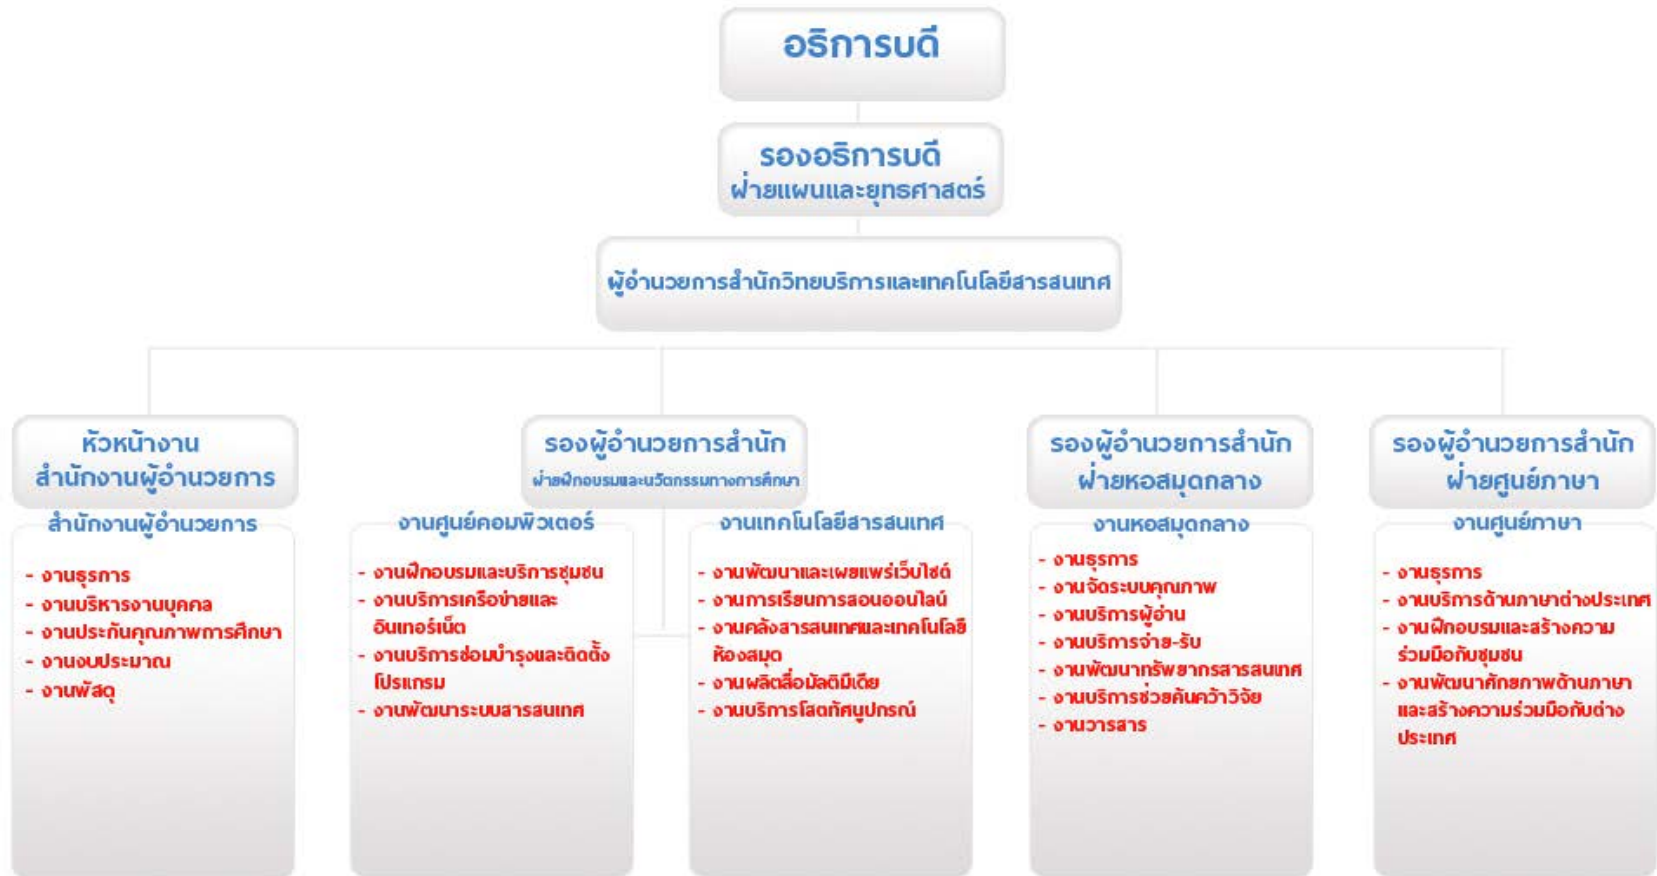 อธิการบดี
รองอธิการบดี
ฝ่ายแผนและยุทธศาสตร์
ผู้อำนวยการสำนักวิทยบริการและเทคโนโลยีสารสนเทศ
หัวหน้างาน
สำนักงานผู้อำนวยการ
สำนักงานผู้อำนวยการ
- งานธุรการ
- งานบริหารงานบุคคล
- งานประกันคุณภาพการศึกษา
- งานงบประมาณ
- งานพัสดุ
รองผู้อำนวยการสำนัก
ฝ่ายฝึกอบรมและนวัตกรรมทางการศึกษา
งานศูนย์คอมพิวเตอร์
- งานฝึกอบรมและบริการชุมชน
- งานบริการเครือข่ายและ
อินเทอร์เน็ต
- งานบริการซ่อมบำรุงและติดตั้ง
โปรแกรม
- งานพัฒนาระบบสารสนเทศ
งานเทคโนโลยีสารสนเทศ
- งานพัฒนาและเผยแพร่เว็บไซต์
- งานการเรียนการสอนออนไลน์
- งานคลังสารสนเทศและเทคโนโลยี
ห้องสมุด
- งานผลิตสื่อมัลติมีเดีย
- งานบริการโสตทัศนูปกรณ์
รองผู้อำนวยการสำนัก
ฝ่ายหอสมุดกลาง
งานหอสมุดกลาง
- งานธุรการ
- งานจัดระบบคุณภาพ
- งานบริการผู้อ่าน
- งานบริการจ่าย-รับ
- งานพัฒนาทรัพยากรสารสนเทศ
- งานบริการช่วยค้นคว้าวิจัย
- งานวารสาร
รองผู้อำนวยการสำนัก
ฝ่ายศูนย์ภาษา
งานศูนย์ภาษา
- งานธุรการ
- งานบริการด้านภาษาต่างประเทศ
- งานฝึกอบรมและสร้างความ
ร่วมมือกับชุมชน
- งานพัฒนาศักยภาพด้านภาษา
และสร้างความร่วมมือกับต่าง
ประเทศ